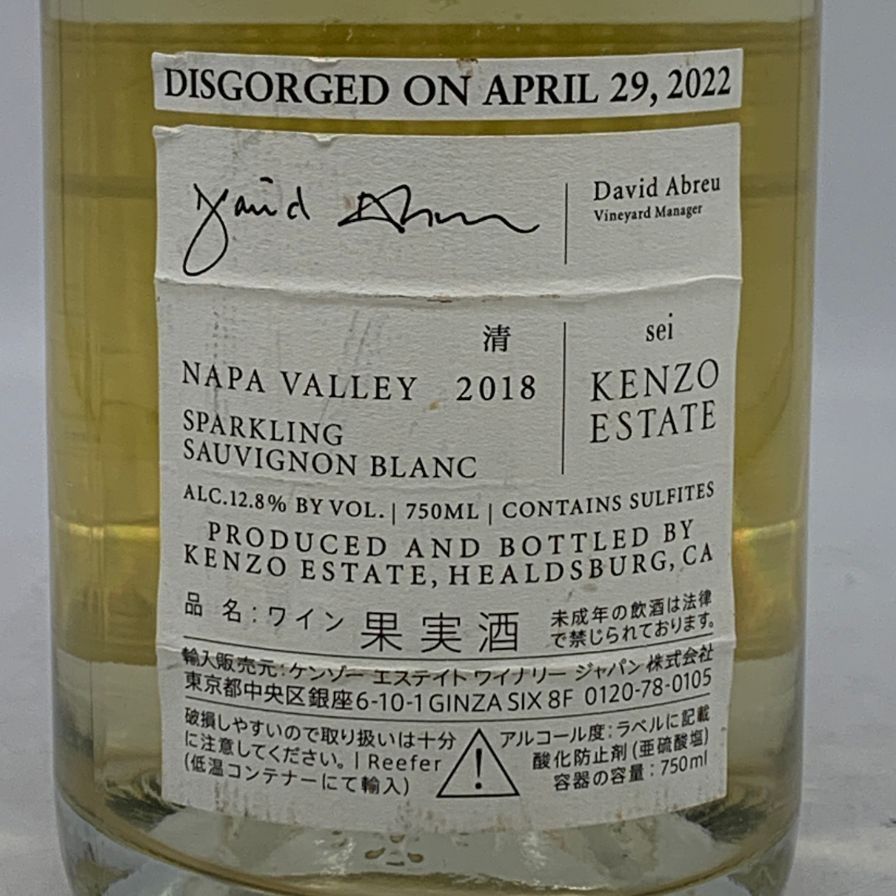 DISGORGED ON APRIL 29, 2022
David Abreu
David Abreu
Vineyard Manager
清
NAPA VALLEY 2018
SPARKLING
SAUVIGNON BLANC
sei
KENZO
ESTATE
ALC.12.8% BY VOL. | 750ML | CONTAINS SULFITES
PRODUCED AND BOTTLED BY
KENZO ESTATE, HEALDSBURG, CA
品 名：ワイン 果実酒
未成年の飲酒は法律
で禁じられております。
輸入販売元：ケンゾー エステイト ワイナリー ジャパン 株式会社
東京都中央区銀座6-10-1 GINZA SIX 8F 0120-78-0105
破損しやすいので取り扱いは十分
に注意してください。 | Reefer
(低温コンテナーにて輸入)
!
アルコール度：ラベルに記載
酸化防止剤(亜硫酸塩)
容器の容量：750ml